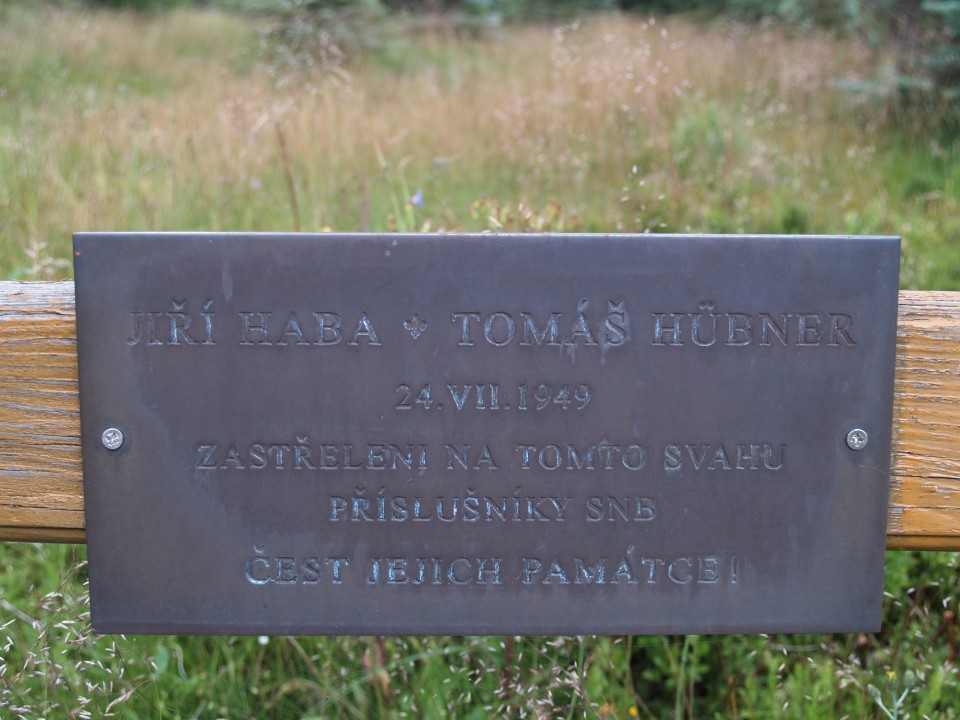 JIŘÍ HABA ⚜ TOMÁŠ HÜBNER
24.VII.1949
ZASTŘELENI NA TOMTO SVAHU
PŘÍSLUŠNÍKY SNB
ČEST JEJICH PAMÁTCE!